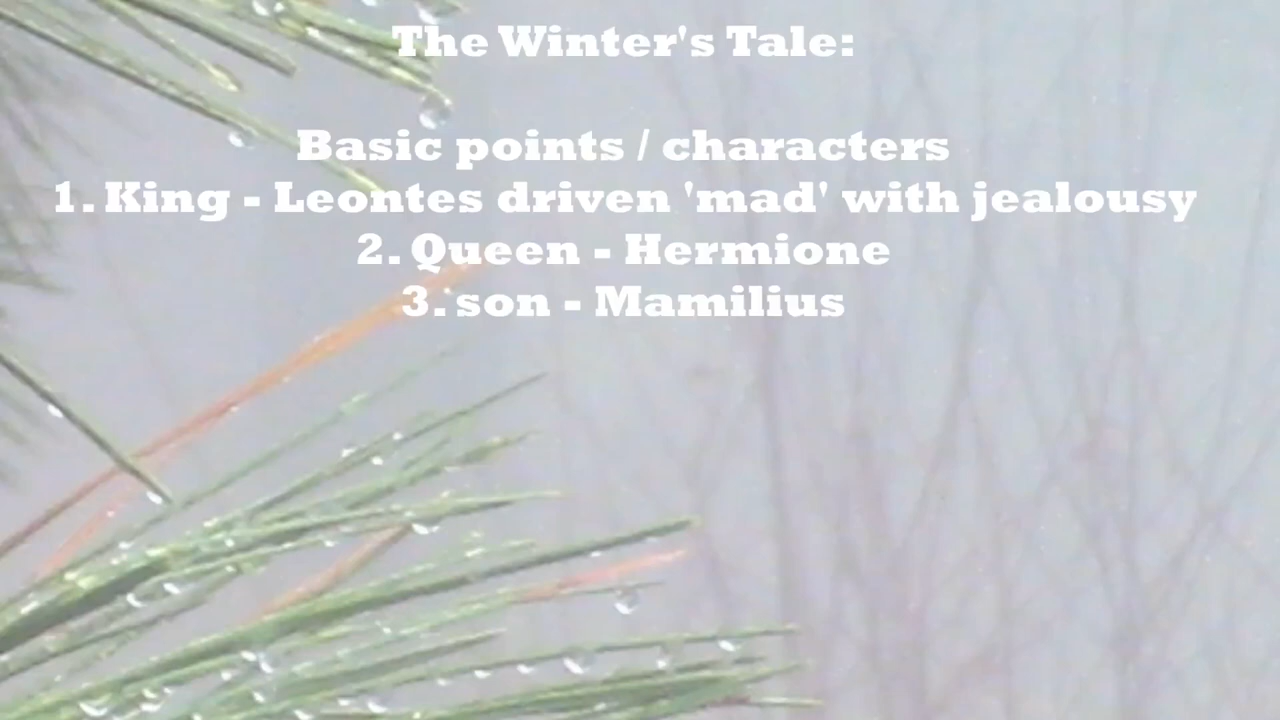 The Winter's Tale:
Basic points / characters
1. King - Leontes driven 'mad' with jealousy
2. Queen - Hermione
3. son - Mamilius